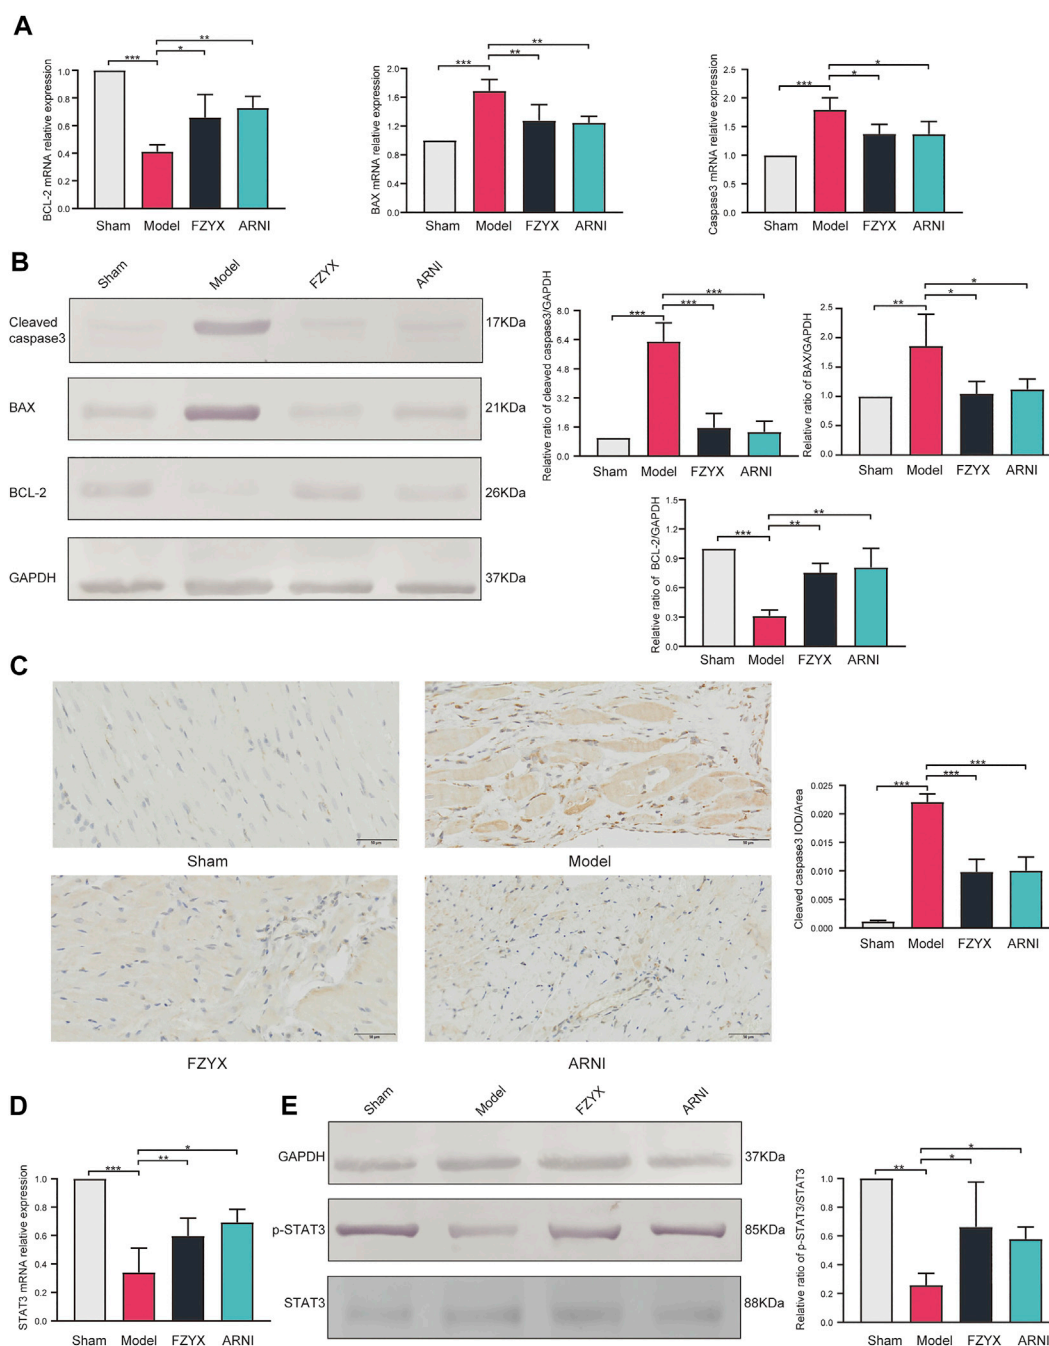 A
BCL-2 mRNA relative expression
1.0
0.8
0.6
0.4
0.2
0.0
***
*
**
Sham Model FZYX ARNI
BAX mRNA relative expression
2.0
1.6
1.2
0.8
0.4
0.0
***
**
**
Sham Model FZYX ARNI
Caspase3 mRNA relative expression
2.5
2.0
1.5
1.0
0.5
0.0
***
*
*
Sham Model FZYX ARNI
B
Sham Model FZYX ARNI
Cleaved
caspase3
17KDa
BAX
21KDa
BCL-2
26KDa
GAPDH
37KDa
Relative ratio of cleaved caspase3/GAPDH
8.0
6.4
4.8
3.2
1.6
0.0
***
***
***
Sham Model FZYX ARNI
Relative ratio of BAX/GAPDH
2.5
2.0
1.5
1.0
0.5
0.0
**
*
*
Sham Model FZYX ARNI
Relative ratio of BCL-2/GAPDH
1.5
1.2
0.9
0.6
0.3
0.0
***
**
**
Sham Model FZYX ARNI
C
Sham
Model
FZYX
ARNI
Cleaved caspase3 IOD/Area
0.025
0.020
0.015
0.010
0.005
0.000
***
***
***
Sham Model FZYX ARNI
D
STAT3 mRNA relative expression
1.0
0.8
0.6
0.4
0.2
0.0
***
**
*
Sham Model FZYX ARNI
E
Sham Model FZYX ARNI
GAPDH
37KDa
p-STAT3
85KDa
STAT3
88KDa
Relative ratio of p-STAT3/STAT3
1.0
0.8
0.6
0.4
0.2
0.0
**
*
*
Sham Model FZYX ARNI